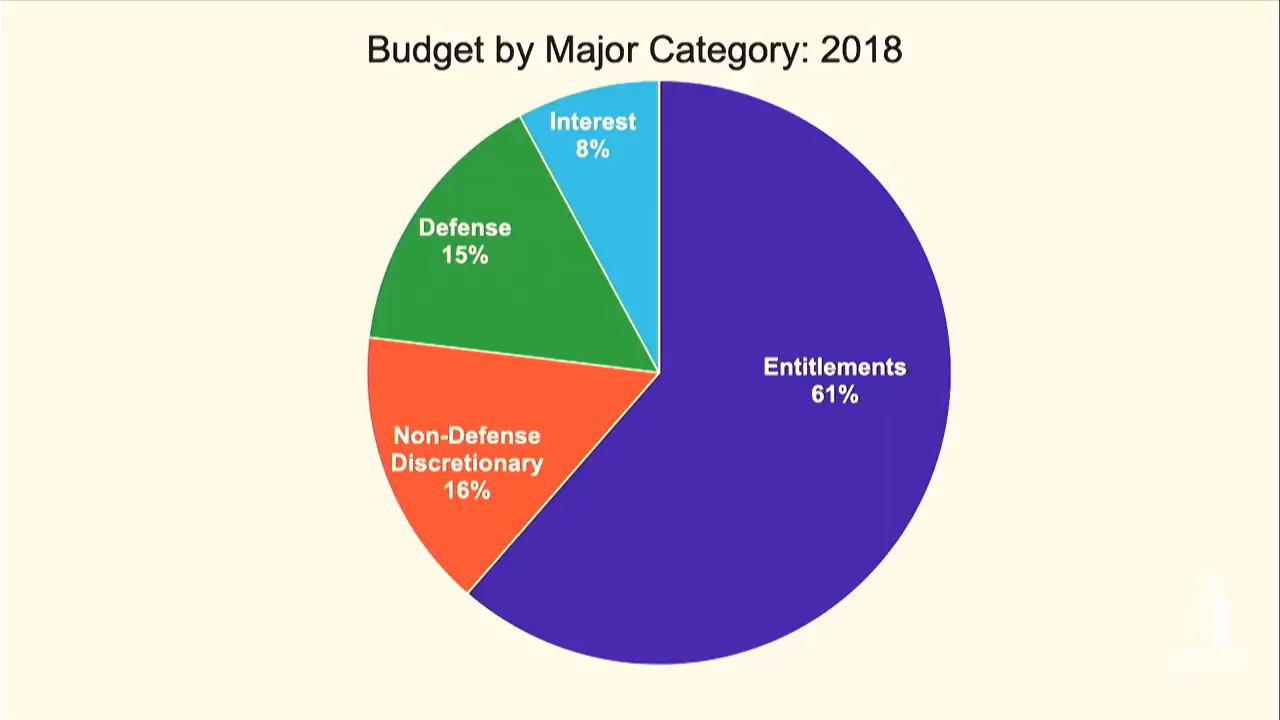 Budget by Major Category: 2018
Interest
8%
Defense
15%
Entitlements
61%
Non-Defense
Discretionary
16%